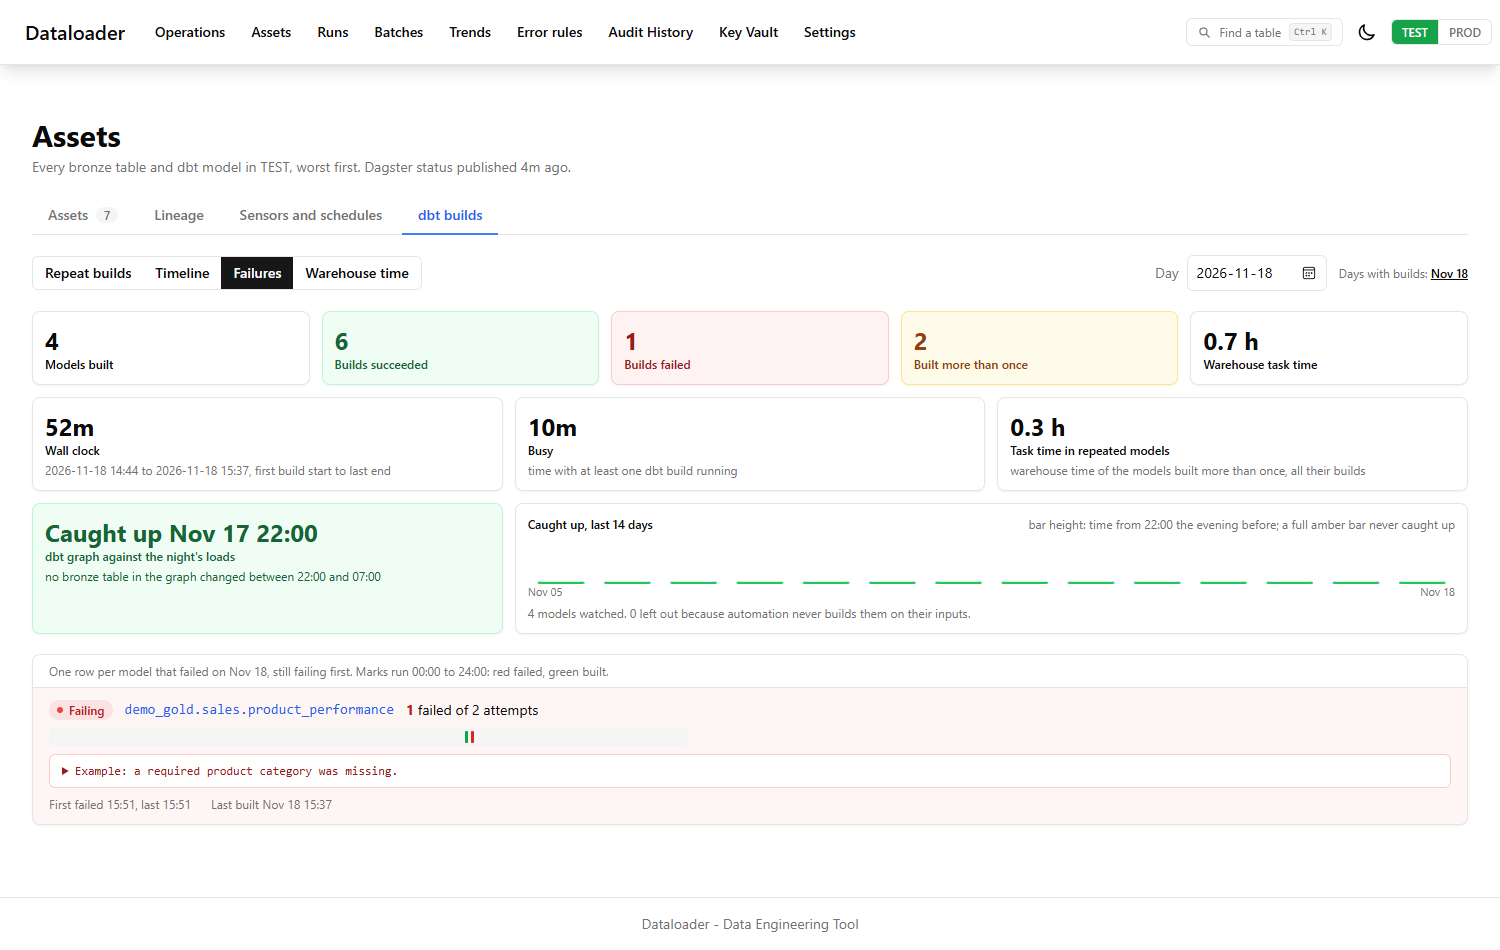 Dataloader Operations Assets Runs Batches Trends Error rules Audit History Key Vault Settings Find a table Ctrl K TEST PROD
Assets
Every bronze table and dbt model in TEST, worst first. Dagster status published 4m ago.
Assets 7 Lineage Sensors and schedules dbt builds
Repeat builds Timeline Failures Warehouse time Day 2026-11-18 Days with builds: Nov 18
4
Models built
6
Builds succeeded
1
Builds failed
2
Built more than once
0.7 h
Warehouse task time
52m
Wall clock
2026-11-18 14:44 to 2026-11-18 15:37, first build start to last end
10m
Busy
time with at least one dbt build running
0.3 h
Task time in repeated models
warehouse time of the models built more than once, all their builds
Caught up Nov 17 22:00
dbt graph against the night's loads
no bronze table in the graph changed between 22:00 and 07:00
Caught up, last 14 days bar height: time from 22:00 the evening before; a full amber bar never caught up
Nov 05 Nov 18
4 models watched. 0 left out because automation never builds them on their inputs.
One row per model that failed on Nov 18, still failing first. Marks run 00:00 to 24:00: red failed, green built.
Failing demo_gold.sales.product_performance 1 failed of 2 attempts
Example: a required product category was missing.
First failed 15:51, last 15:51 Last built Nov 18 15:37
Dataloader - Data Engineering Tool